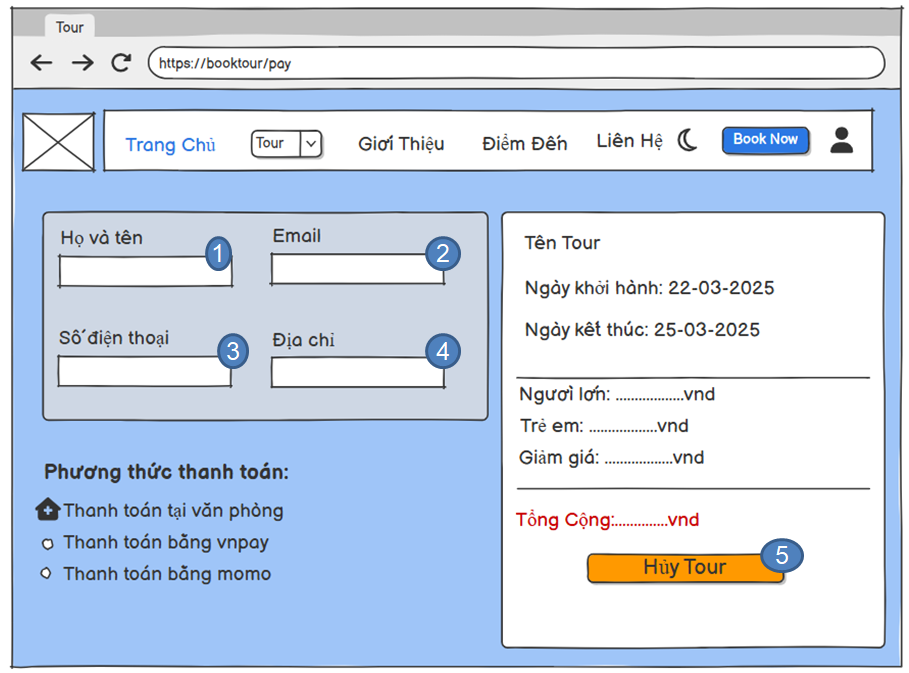 Tour
https://booktour/pay
Trang Chủ
Tour
Giới Thiệu
Điểm Đến
Liên Hệ
Book Now
Họ và tên
1
Email
2
Số điện thoại
3
Địa chỉ
4
Phương thức thanh toán:
Thanh toán tại văn phòng
Thanh toán bằng vnpay
Thanh toán bằng momo
Tên Tour
Ngày khởi hành: 22-03-2025
Ngày kết thúc: 25-03-2025
Người lớn: ..................vnd
Trẻ em: ..................vnd
Giảm giá: ..................vnd
Tổng Cộng:..............vnd
Hủy Tour
5